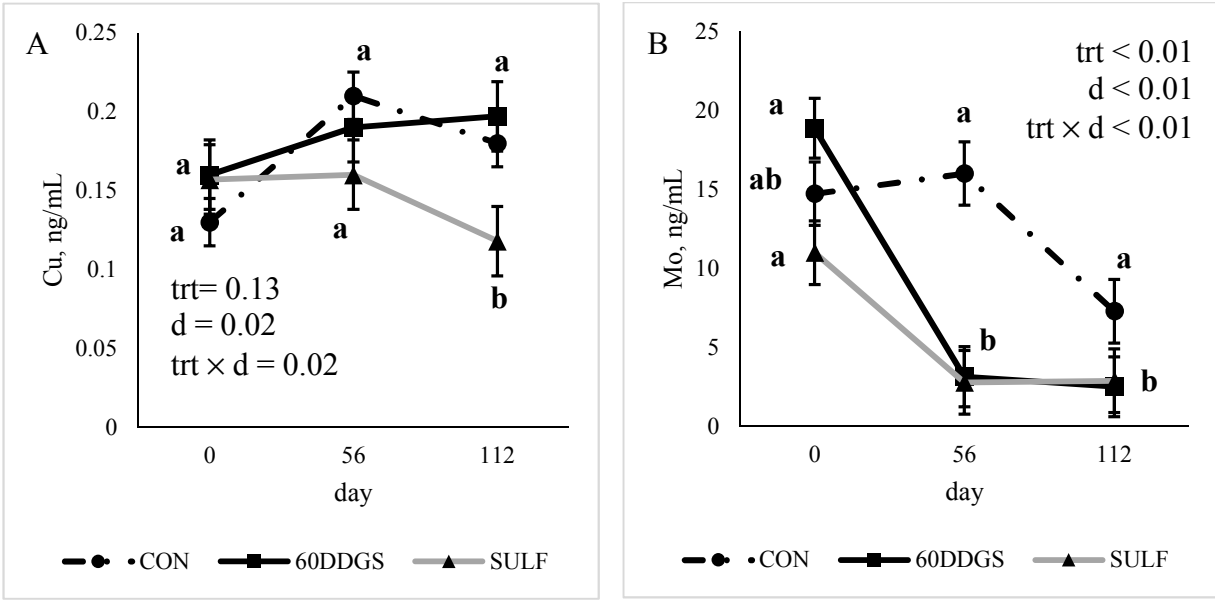 A
Cu, ng/mL
0.25
0.2
0.15
0.1
0.05
0
a
a
a
a
a
b
trt= 0.13
d = 0.02
trt × d = 0.02
0 56 112
day
CON 60DDGS SULF
B
Mo, ng/mL
25
20
15
10
5
0
trt < 0.01
d < 0.01
trt × d < 0.01
a
a
ab
a
a
b
b
0 56 112
day
CON 60DDGS SULF